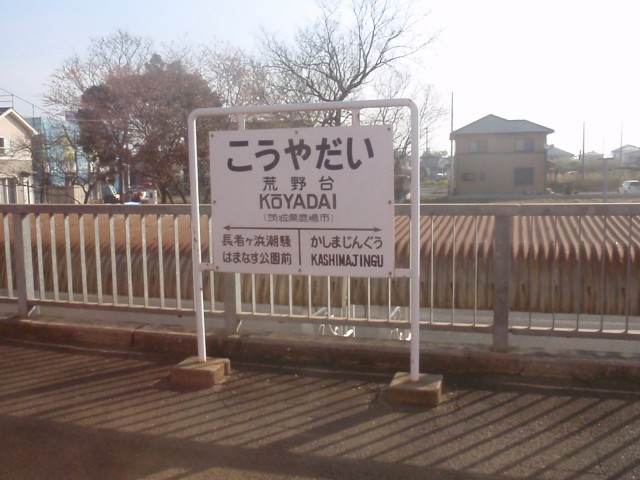 こうやだい
荒野台
KŌYADAI
(茨城県鹿嶋市)
長者ヶ浜潮騒
はまなす公園前
かしまじんぐう
KASHIMAJINGU